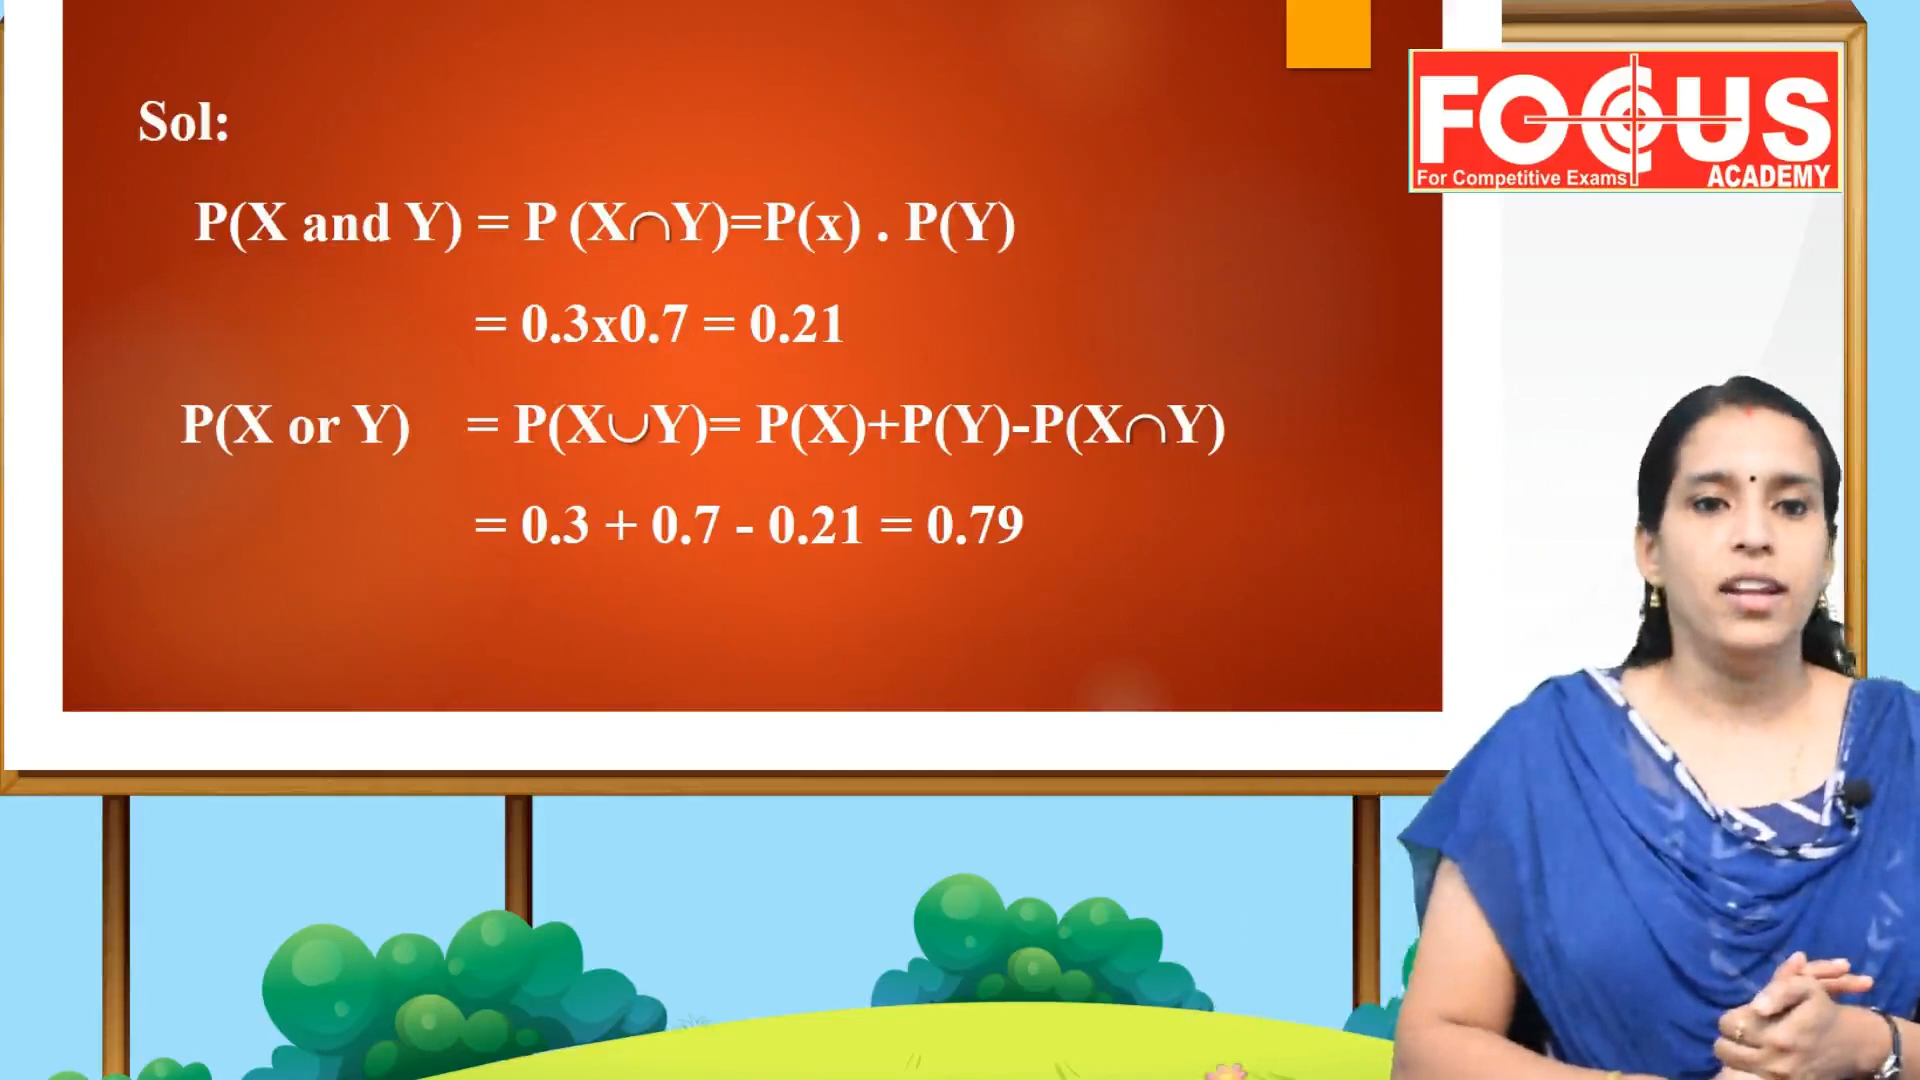 Sol:
P(X and Y) = P (X∩Y)=P(x) . P(Y)
= 0.3x0.7 = 0.21
P(X or Y) = P(X∪Y)= P(X)+P(Y)-P(X∩Y)
= 0.3 + 0.7 - 0.21 = 0.79
FOCUS
For Competitive Exams ACADEMY